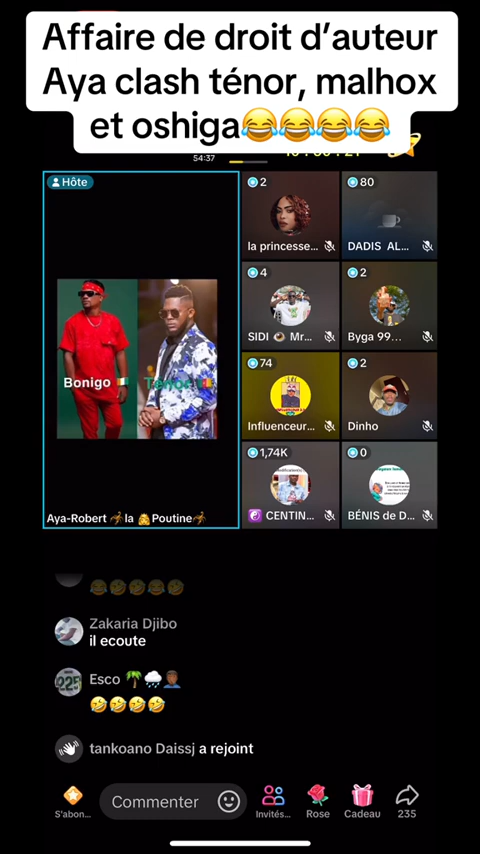 Affaire de droit d’auteur
Aya clash ténor, malhox
et oshiga😂😂😂😂
54:37
Hôte
2
80
la princesse...
DADIS AL...
4
2
SIDI 👁 Mr...
Byga 99...
Bonigo
74
2
Influenceur...
Dinho
1,74K
0
Aya-Robert 🦂la 🙆Poutine🦂
☯ CENTIN...
BÉNIS de D...
😂🤣🤣🤣🤣
Zakaria Djibo
il ecoute
Esco 🌴🌧🤦🏾‍♂️
🤣🤣🤣🤣
tankoano Daissj a rejoint
Commenter
S'abon...
Invités...
Rose
Cadeau
235